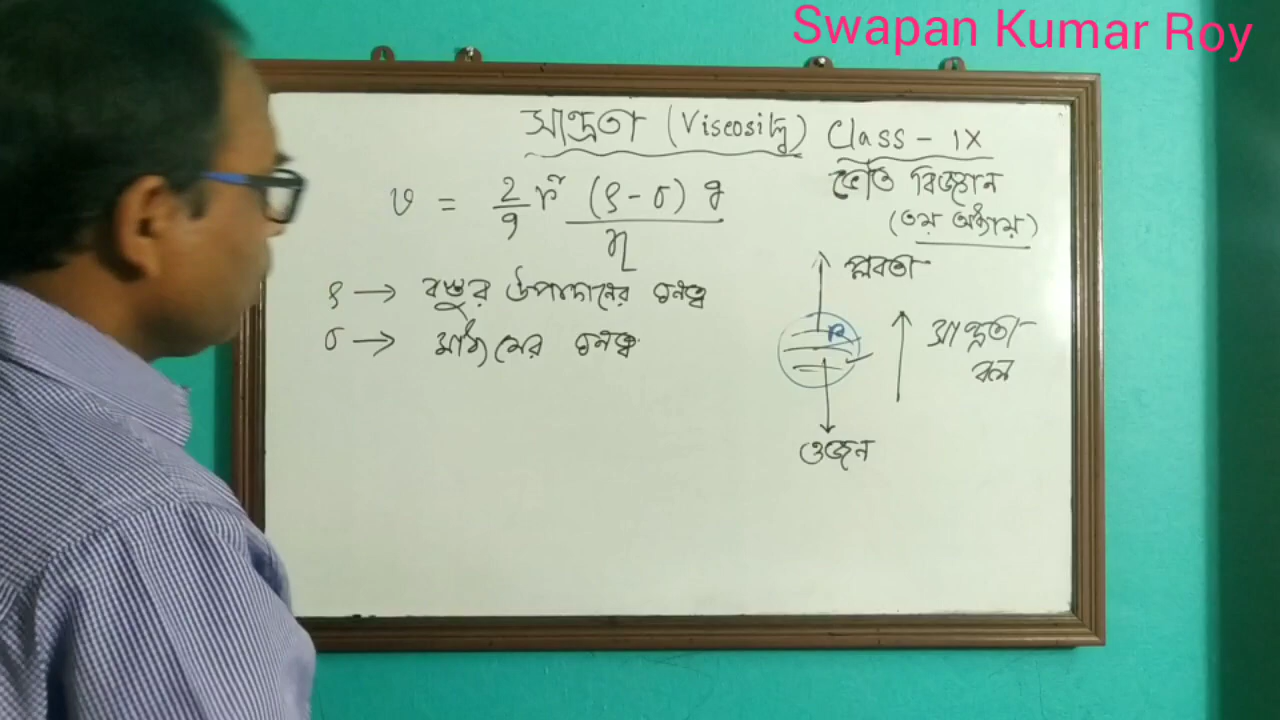 Swapan Kumar Roy
সান্দ্রতা (Viscosity) Class - IX
ভৌত বিজ্ঞান
(৩য় অধ্যায়)
v = 2/9 r² (ρ - σ) g / η
ρ → বস্তুর উপাদানের ঘনত্ব
σ → মাধ্যমের ঘনত্ব
প্লবতা
R
সান্দ্রতা
বল
ওজন